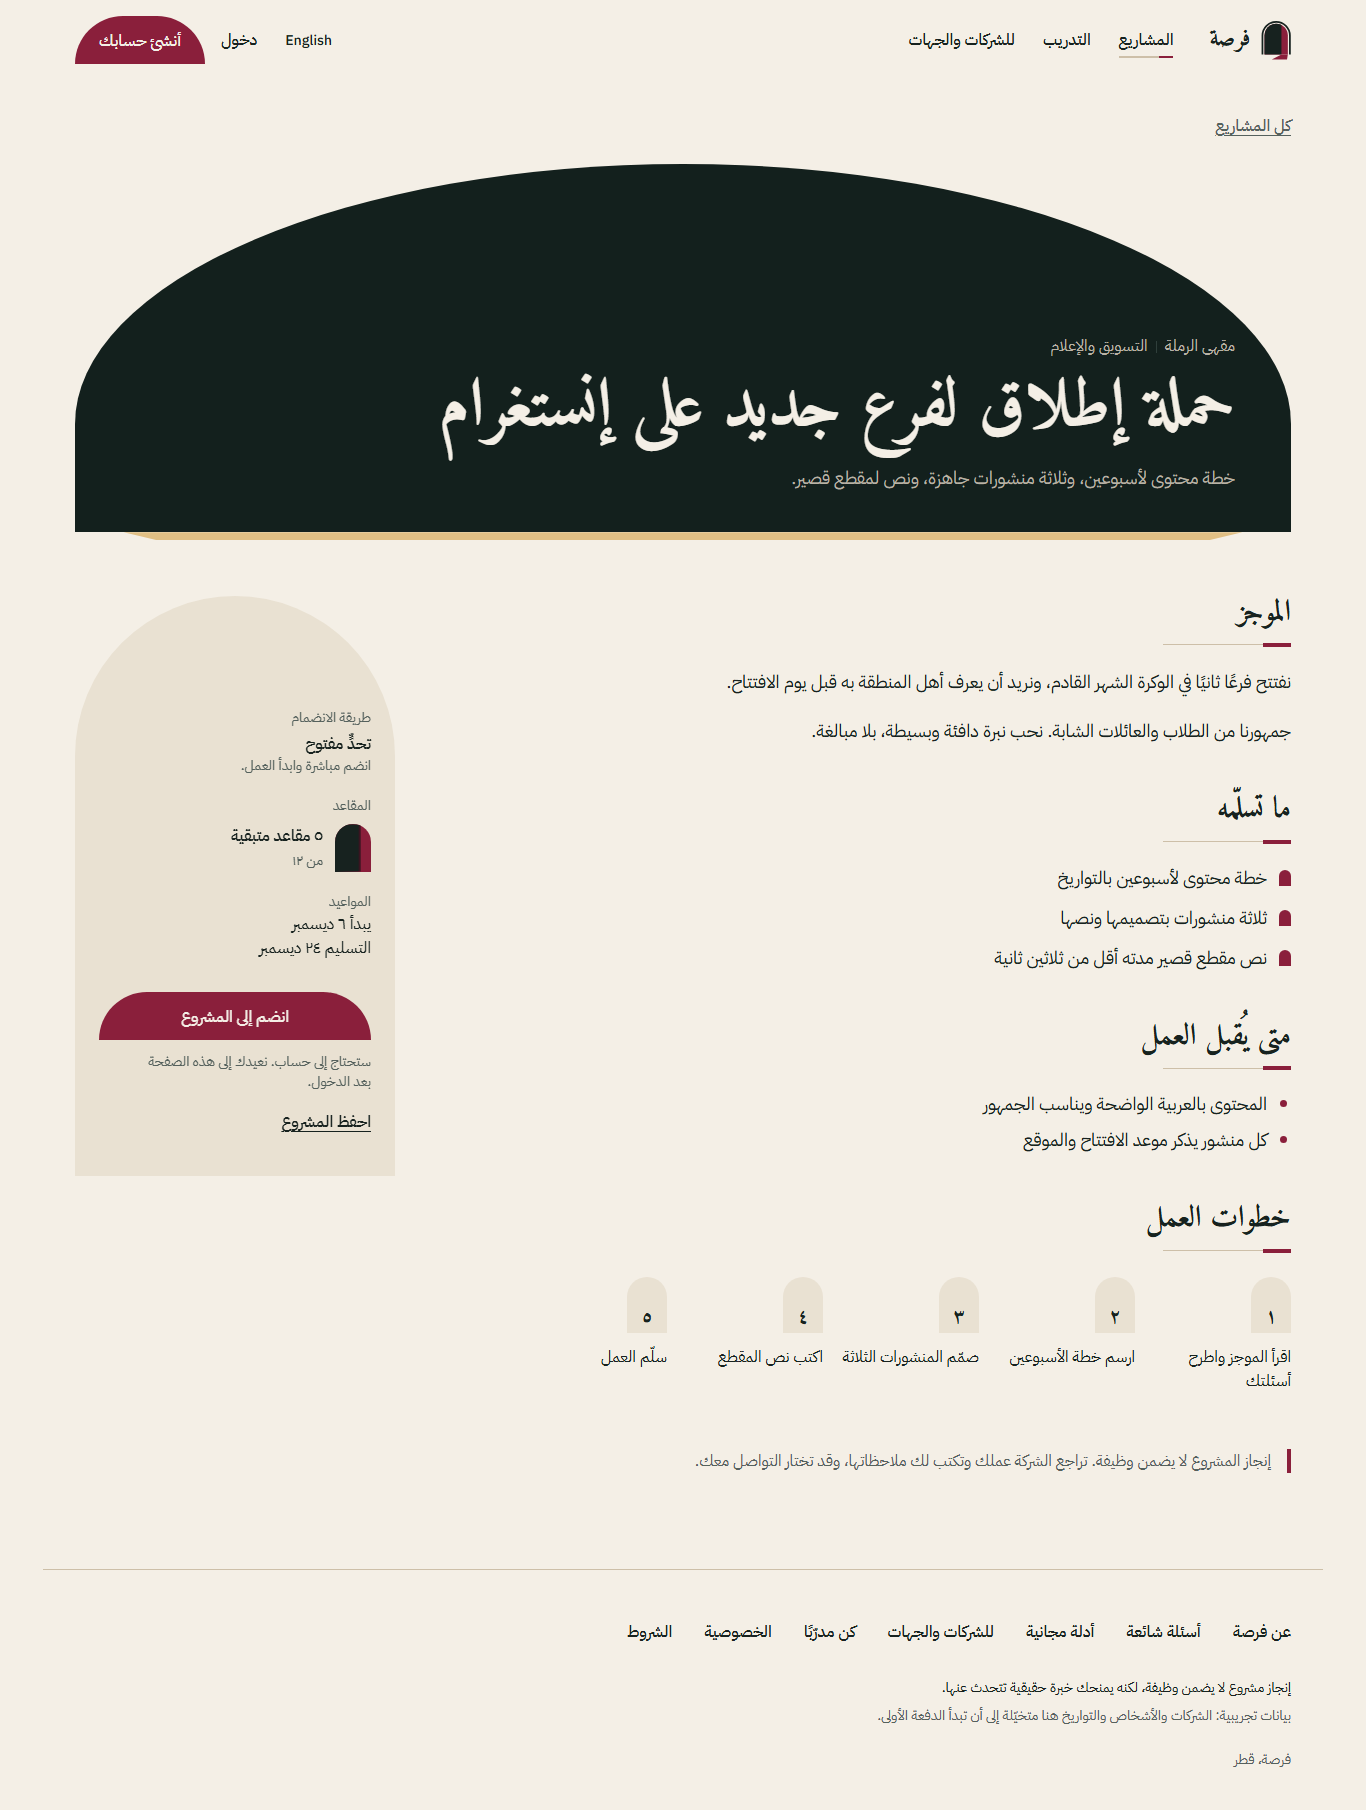 فرصة
المشاريع
التدريب
للشركات والجهات
English
دخول
أنشئ حسابك
كل المشاريع
مقهى الرملة | التسويق والإعلام
حملة إطلاق لفرع جديد على إنستغرام
خطة محتوى لأسبوعين، وثلاثة منشورات جاهزة، ونص لمقطع قصير.
الموجز
نفتتح فرعًا ثانيًا في الوكرة الشهر القادم، ونريد أن يعرف أهل المنطقة به قبل يوم الافتتاح.
جمهورنا من الطلاب والعائلات الشابة. نحب نبرة دافئة وبسيطة، بلا مبالغة.
ما تسلّمه
خطة محتوى لأسبوعين بالتواريخ
ثلاثة منشورات بتصميمها ونصها
نص مقطع قصير مدته أقل من ثلاثين ثانية
متى يُقبل العمل
المحتوى بالعربية الواضحة ويناسب الجمهور
كل منشور يذكر موعد الافتتاح والموقع
خطوات العمل
١
اقرأ الموجز واطرح
أسئلتك
٢
ارسم خطة الأسبوعين
٣
صمّم المنشورات الثلاثة
٤
اكتب نص المقطع
٥
سلّم العمل
إنجاز المشروع لا يضمن وظيفة. تراجع الشركة عملك وتكتب لك ملاحظاتها، وقد تختار التواصل معك.
طريقة الانضمام
تحدٍّ مفتوح
انضم مباشرة وابدأ العمل.
المقاعد
٥ مقاعد متبقية
من ١٢
المواعيد
يبدأ ٦ ديسمبر
التسليم ٢٤ ديسمبر
انضم إلى المشروع
ستحتاج إلى حساب. نعيدك إلى هذه الصفحة
بعد الدخول.
احفظ المشروع
عن فرصة
أسئلة شائعة
أدلة مجانية
للشركات والجهات
كن مدرّبًا
الخصوصية
الشروط
إنجاز مشروع لا يضمن وظيفة، لكنه يمنحك خبرة حقيقية تتحدث عنها.
بيانات تجريبية: الشركات والأشخاص والتواريخ هنا متخيّلة إلى أن تبدأ الدفعة الأولى.
فرصة، قطر